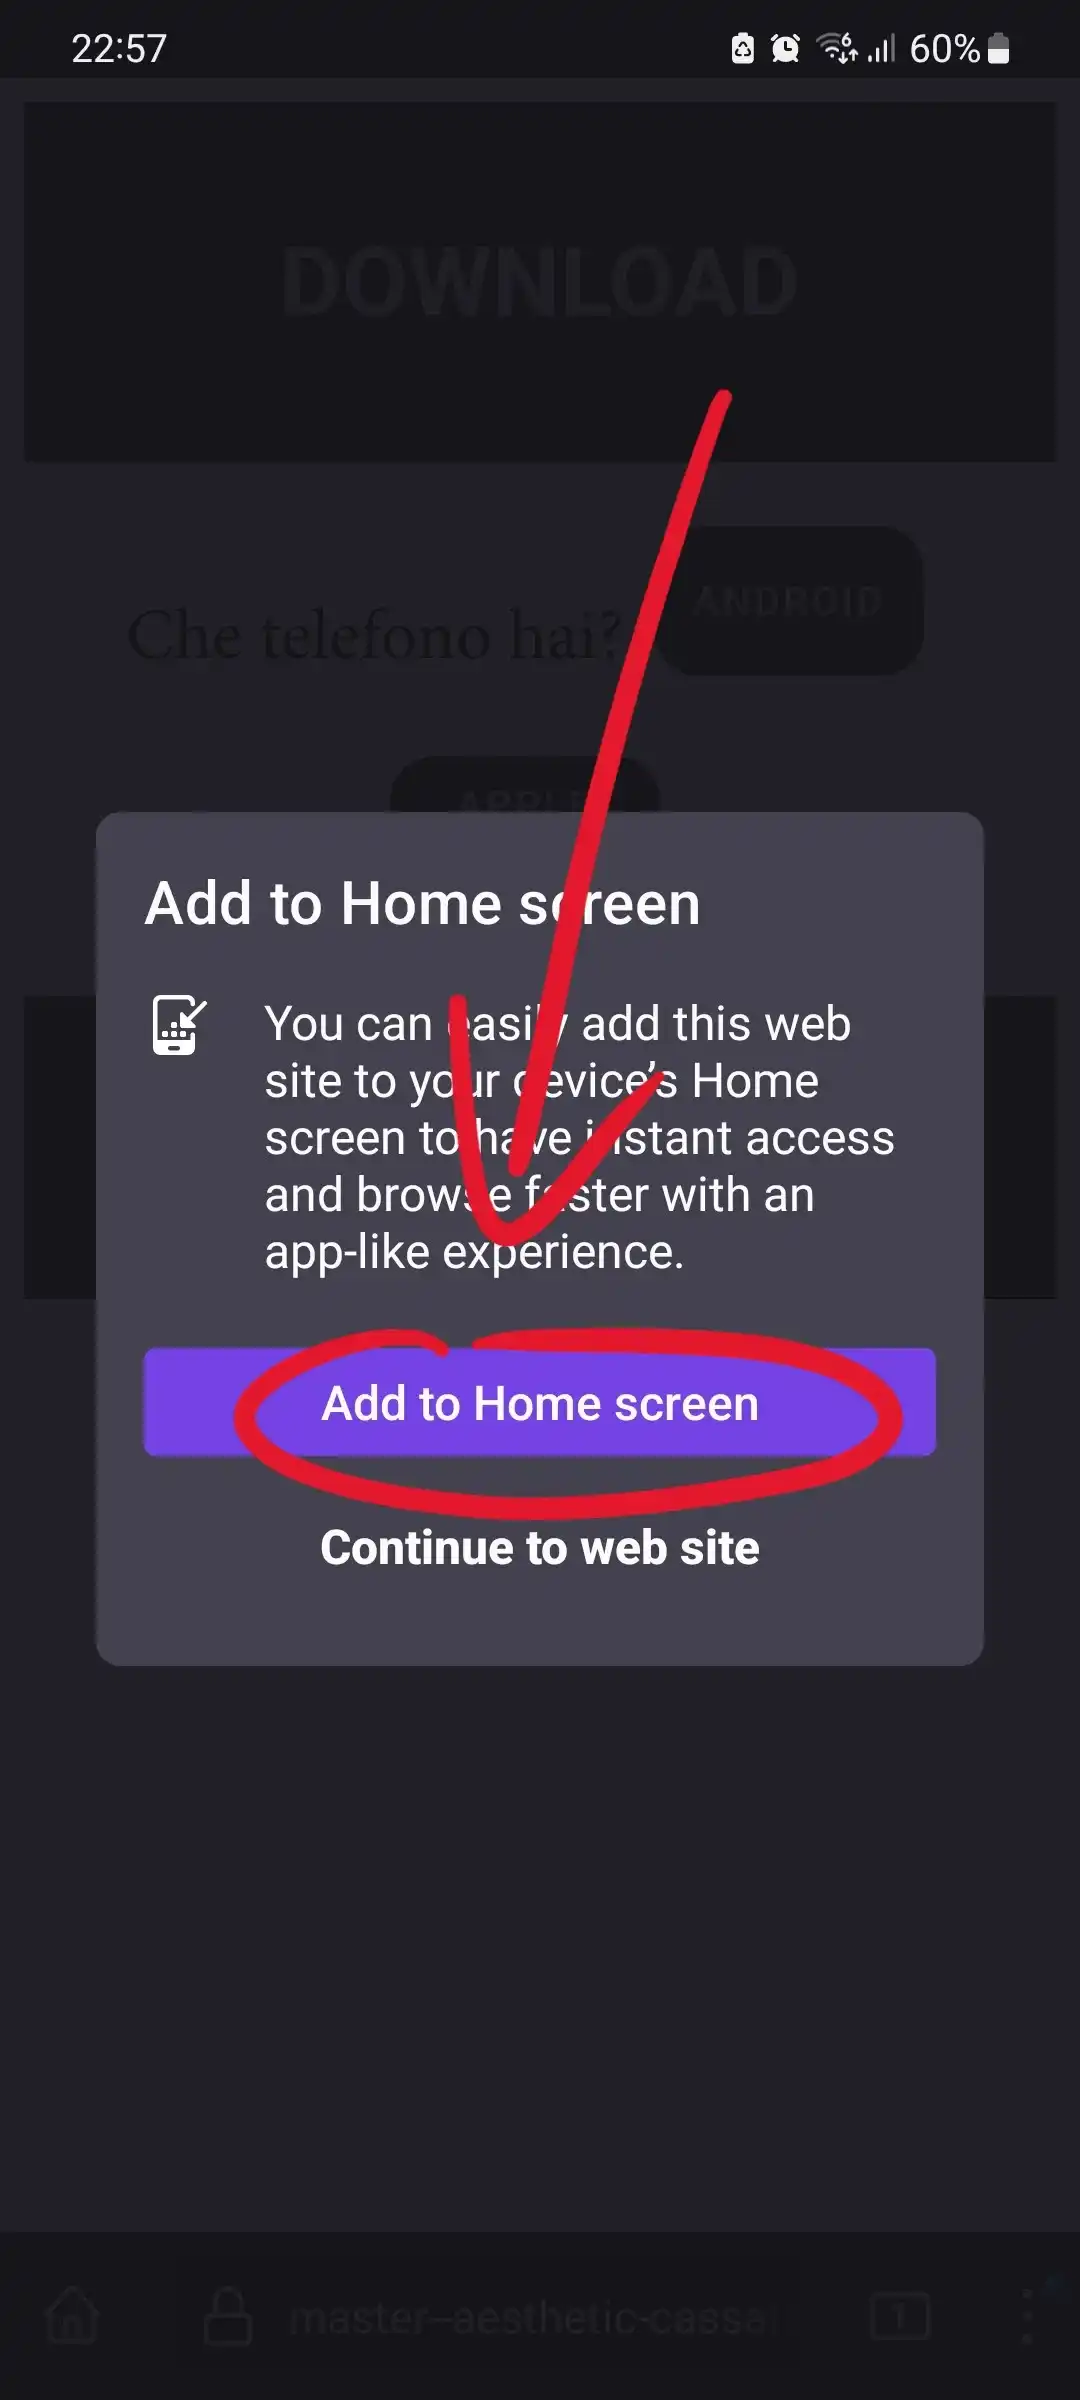 22:57
6
60%
DOWNLOAD
ANDROID
Che telefono hai?
APPLE
Add to Home screen
You can easily add this web
site to your device's Home
screen to have instant access
and browse faster with an
app-like experience.
Add to Home screen
Continue to web site
master--aesthetic-cassa
1